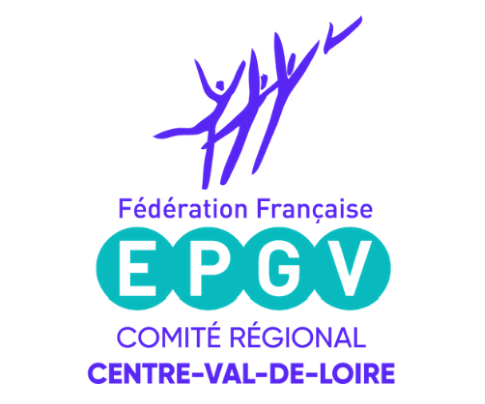 Fédération Française
EPGV
COMITÉ RÉGIONAL
CENTRE-VAL-DE-LOIRE